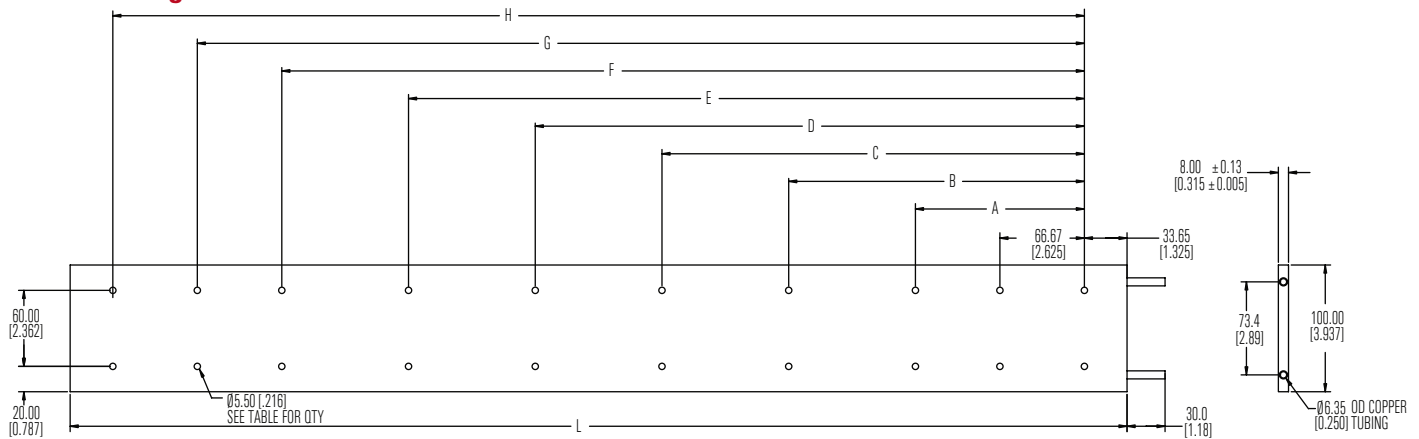 H
G
F
E
D
C
B
A
66.67
[2.625]
33.65
[1.325]
8.00 ±0.13
[0.315 ±0.005]
60.00
[2.362]
73.4
[2.89]
100.00
[3.937]
Ø5.50 [.216]
SEE TABLE FOR QTY
20.00
[0.787]
L
30.0
[1.18]
Ø6.35 OD COPPER
[0.250] TUBING